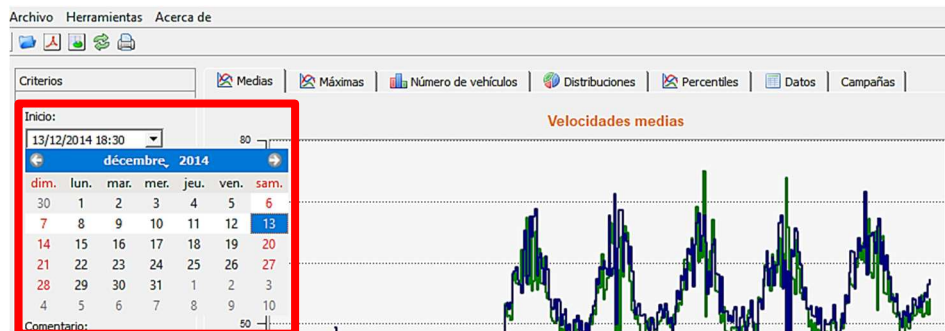 Archivo Herramientas Acerca de
Criterios
Medias Máximas Número de vehículos Distribuciones Percentiles Datos Campañas
Inicio:
13/12/2014 18:30
Velocidades medias
80
décembre, 2014
dim. lun. mar. mer. jeu. ven. sam.
30 1 2 3 4 5 6
7 8 9 10 11 12 13
14 15 16 17 18 19 20
21 22 23 24 25 26 27
28 29 30 31 1 2 3
4 5 6 7 8 9 10
Comentario:
50